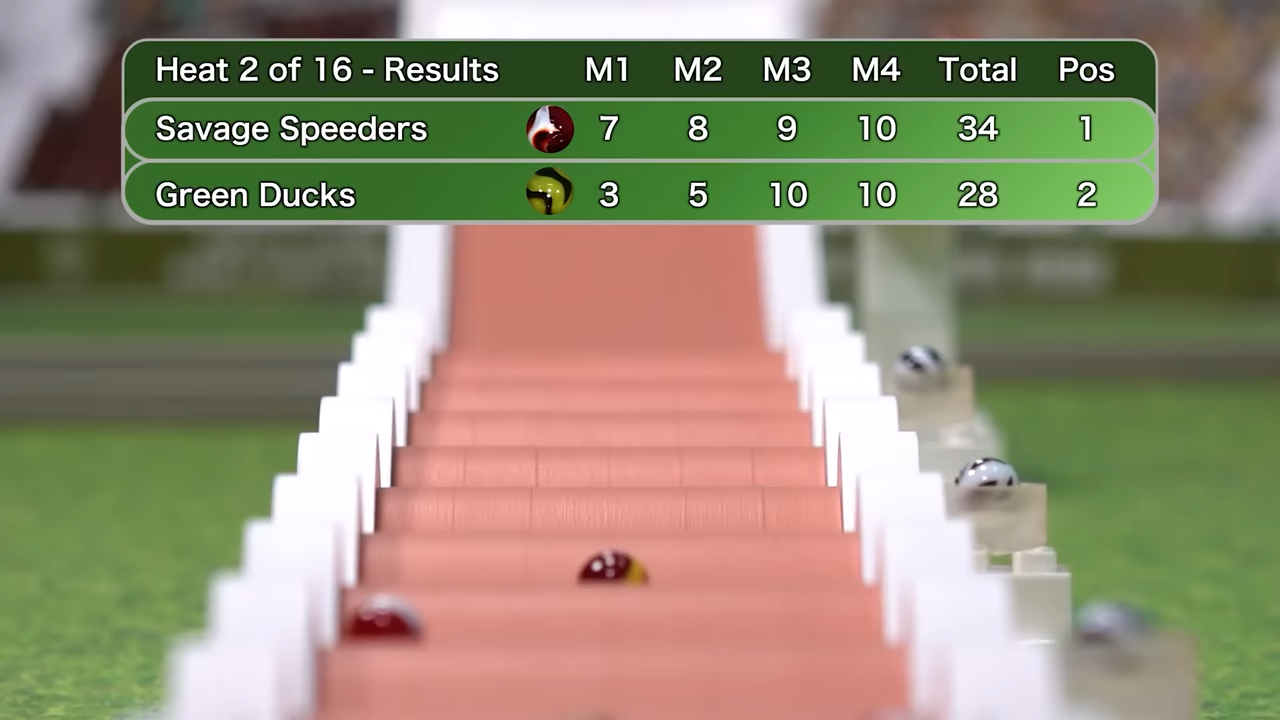 Heat 2 of 16 - Results M1 M2 M3 M4 Total Pos
Savage Speeders 7 8 9 10 34 1
Green Ducks 3 5 10 10 28 2